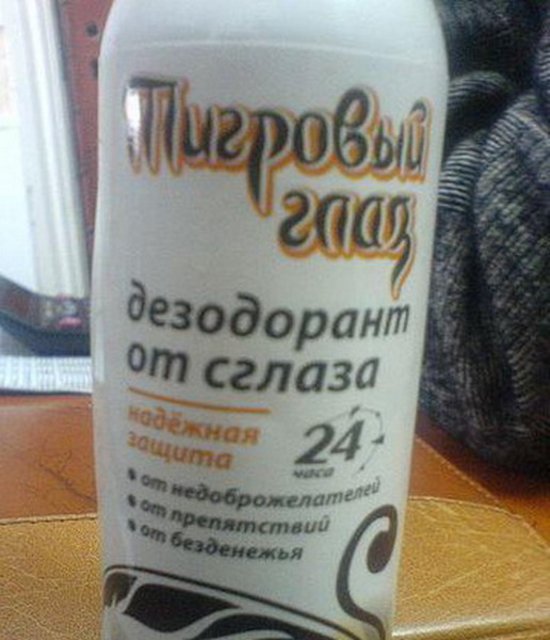 Тигровый
глаз
дезодорант
от сглаза
надёжная
защита
24
часа
• от недоброжелателей
• от препятствий
• от безденежья